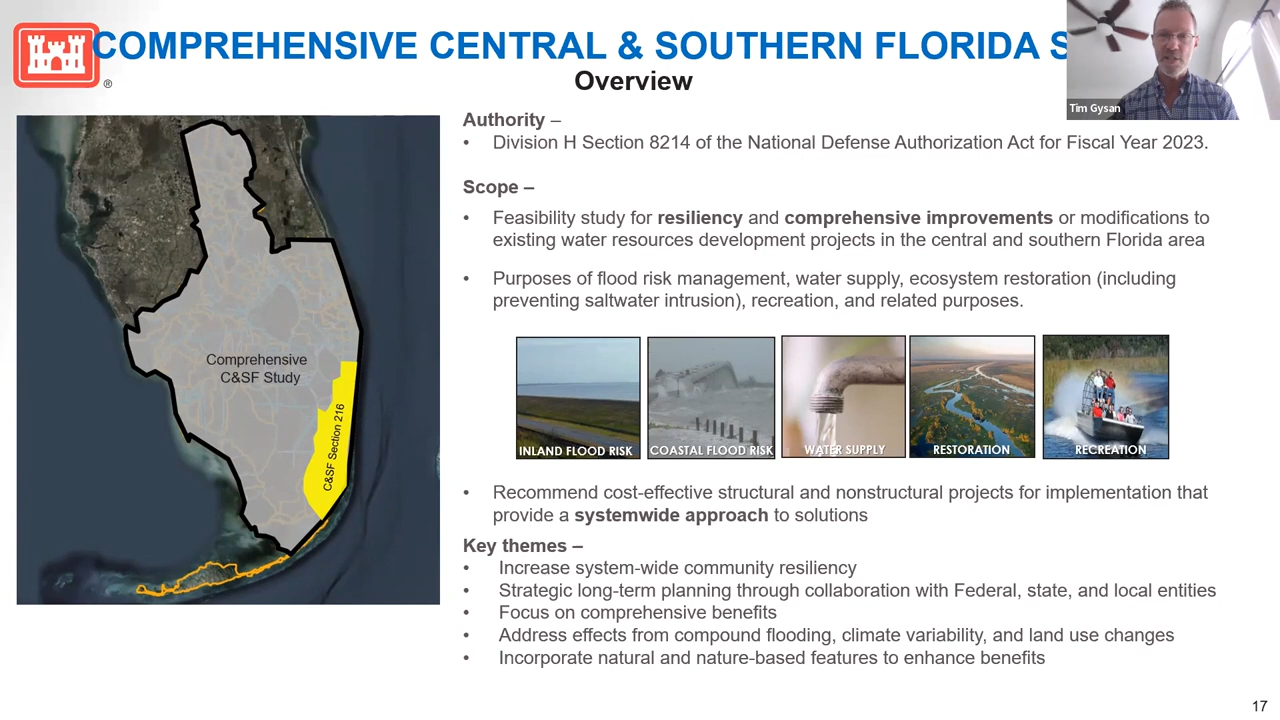 COMPREHENSIVE CENTRAL & SOUTHERN FLORIDA S
Overview
®
Tim Gysan
Authority –
• Division H Section 8214 of the National Defense Authorization Act for Fiscal Year 2023.
Scope –
• Feasibility study for resiliency and comprehensive improvements or modifications to
existing water resources development projects in the central and southern Florida area
• Purposes of flood risk management, water supply, ecosystem restoration (including
preventing saltwater intrusion), recreation, and related purposes.
Comprehensive
C&SF Study
C&SF Section 216
INLAND FLOOD RISK
COASTAL FLOOD RISK
WATER SUPPLY
RESTORATION
RECREATION
• Recommend cost-effective structural and nonstructural projects for implementation that
provide a systemwide approach to solutions
Key themes –
• Increase system-wide community resiliency
• Strategic long-term planning through collaboration with Federal, state, and local entities
• Focus on comprehensive benefits
• Address effects from compound flooding, climate variability, and land use changes
• Incorporate natural and nature-based features to enhance benefits
17